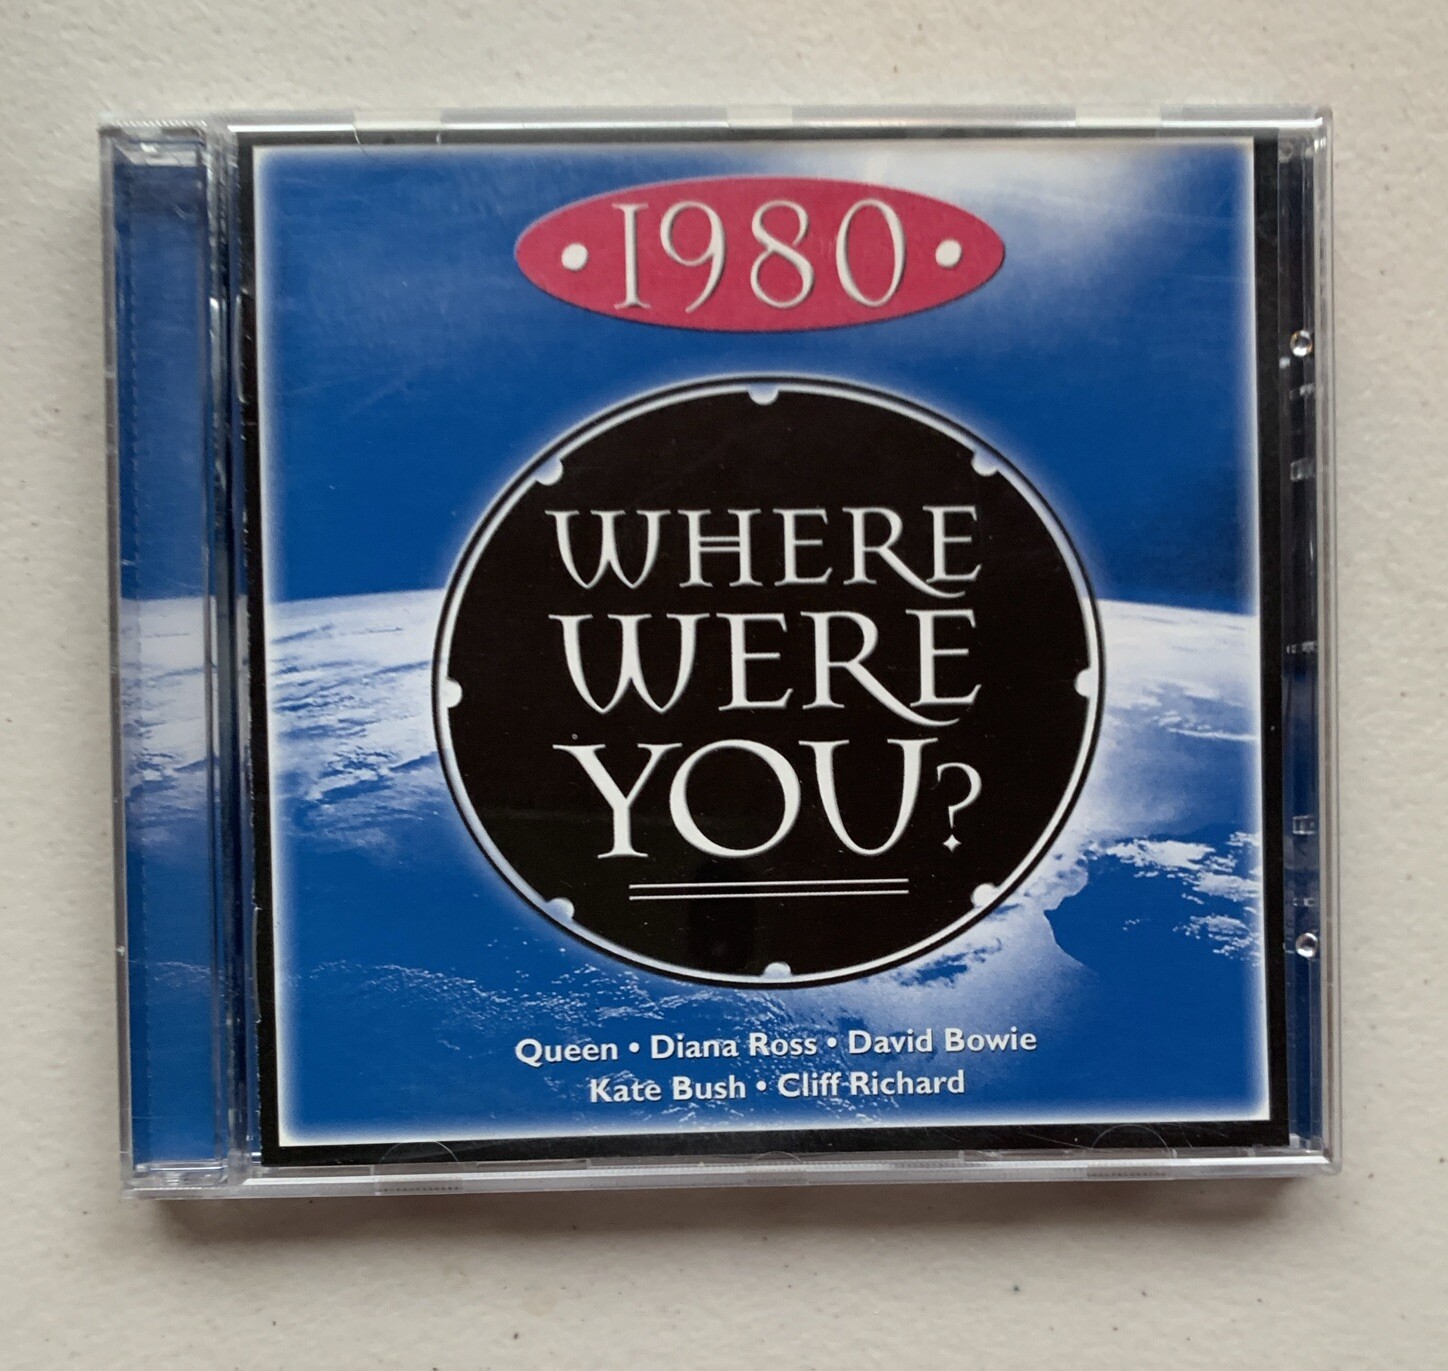 • 1980 •
WHERE
WERE
YOU?
Queen • Diana Ross • David Bowie
Kate Bush • Cliff Richard